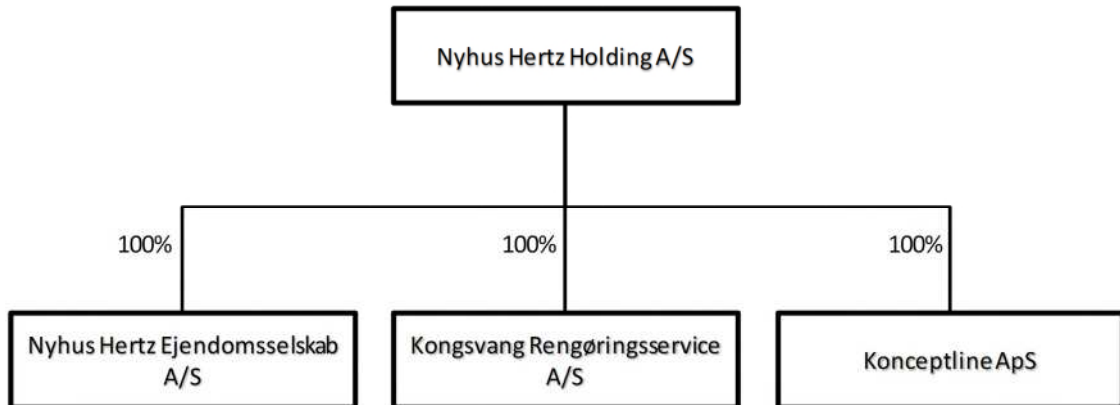 Nyhus Hertz Holding A/S
100%
100%
100%
Nyhus Hertz Ejendomsselskab
A/S
Kongsvang Rengøringsservice
A/S
Konceptline ApS